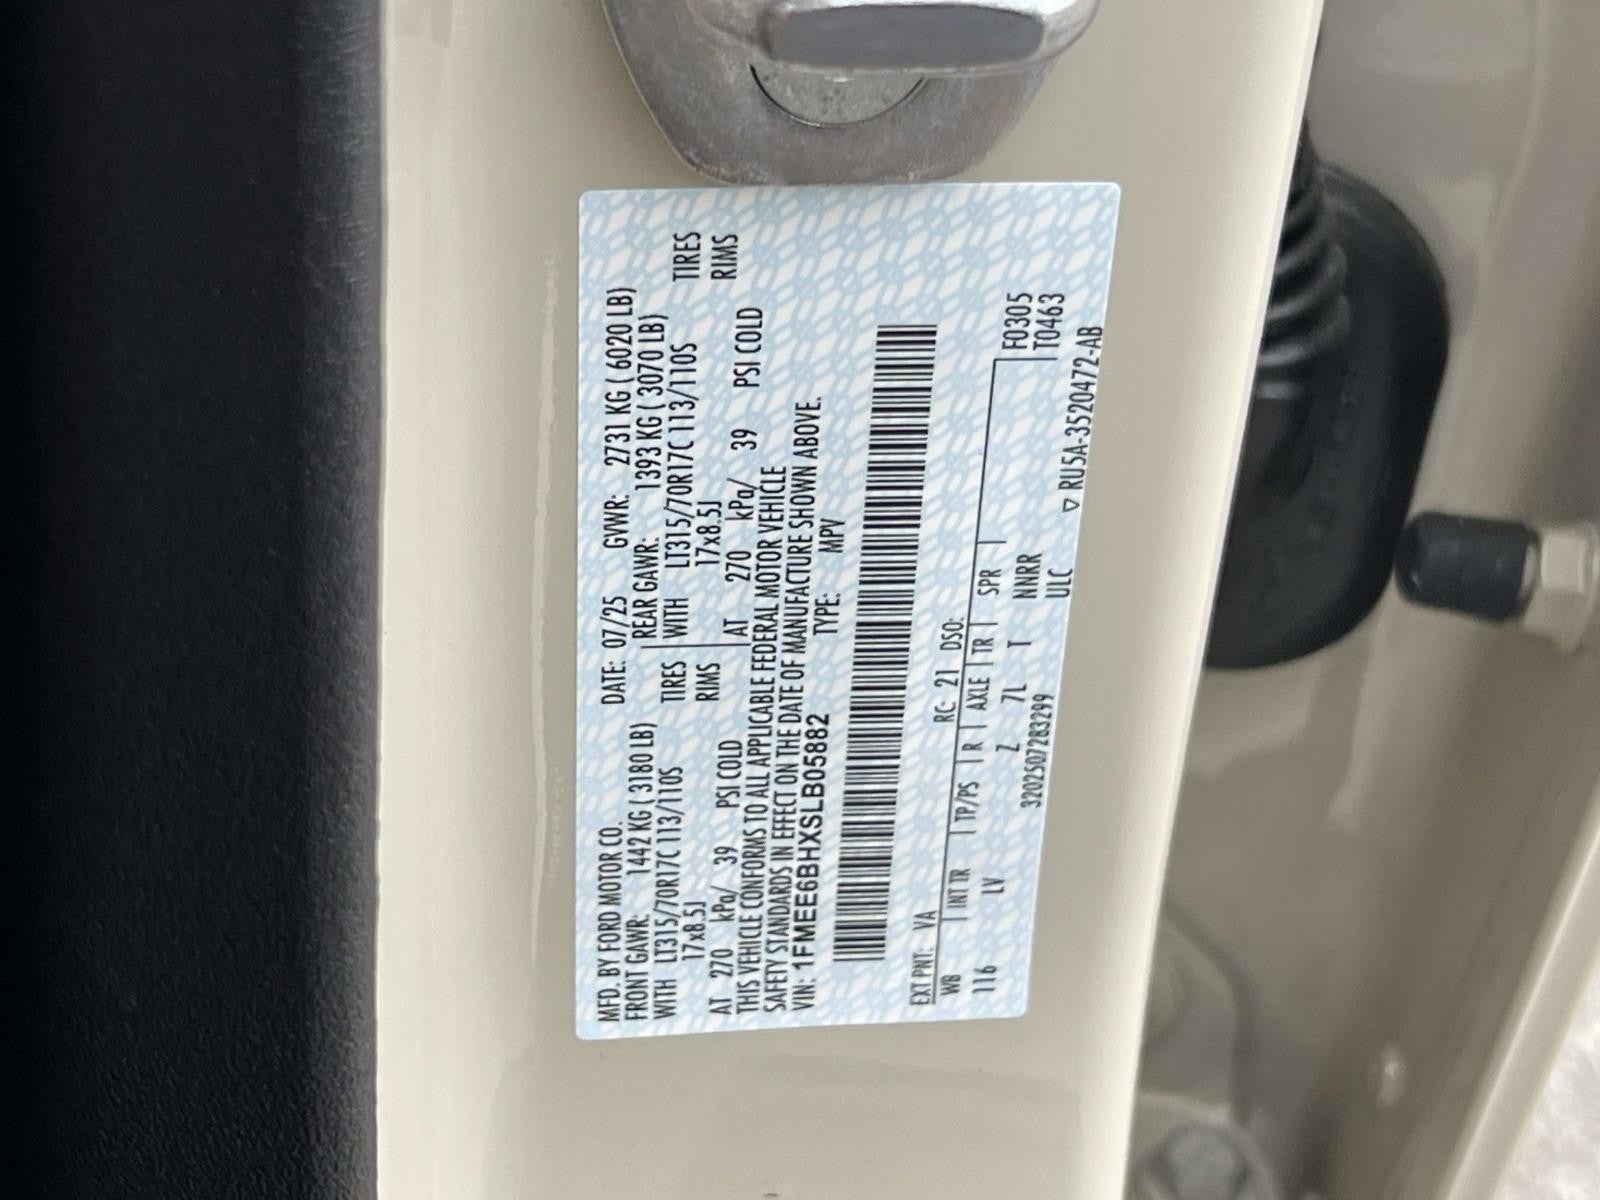 MFD. BY FORD MOTOR CO. DATE: 07/25 GVWR: 2731 KG ( 6020 LB)
FRONT GAWR: 1442 KG ( 3180 LB) REAR GAWR: 1393 KG ( 3070 LB)
WITH LT315/70R17C 113/110S TIRES WITH LT315/70R17C 113/110S TIRES
17x8.5J RIMS 17x8.5J RIMS
AT 270 kPa/ 39 PSI COLD AT 270 kPa/ 39 PSI COLD
THIS VEHICLE CONFORMS TO ALL APPLICABLE FEDERAL MOTOR VEHICLE
SAFETY STANDARDS IN EFFECT ON THE DATE OF MANUFACTURE SHOWN ABOVE.
VIN: 1FMEE6BHXSLB05882 TYPE: MPV
EXT PNT: VA RC: 21 DSO:
WB INT TR TP/PS R AXLE TR SPR F0305
116 LV Z 7L T NNRR T0463
3202507283299 ULC
▽ RU5A-3520472-AB